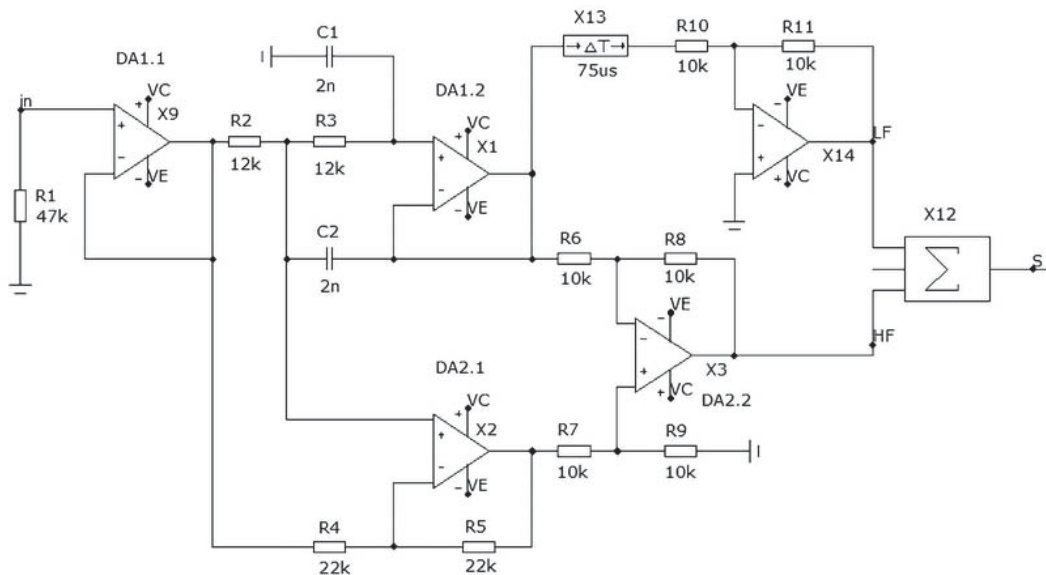 X13
R10
R11
ΔT
75us
10k
10k
C1
2n
DA1.1
DA1.2
in
VC
X9
VE
+
-
R1
47k
R2
12k
R3
12k
VC
X1
VE
+
-
C2
2n
VE
X14
VC
-
+
LF
X12
Σ
S
R6
10k
R8
10k
VE
X3
VC
-
+
HF
DA2.2
DA2.1
VC
X2
VE
+
-
R7
10k
R9
10k
R4
22k
R5
22k